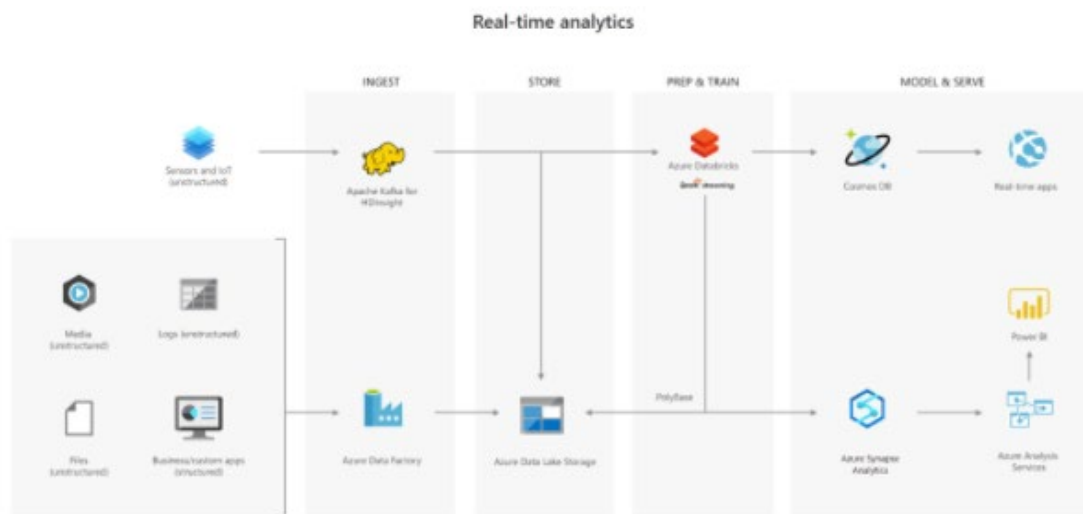 Real-time analytics
INGEST
STORE
PREP & TRAIN
MODEL & SERVE
Sensors and IoT
(unstructured)
Apache Kafka for
HDInsight
Azure Databricks
Spark Streaming
Cosmos DB
Real-time apps
Media
(unstructured)
Logs (unstructured)
Power BI
Files
(unstructured)
Business/custom apps
(structured)
Azure Data Factory
Azure Data Lake Storage
PolyBase
Azure Synapse
Analytics
Azure Analysis
Services